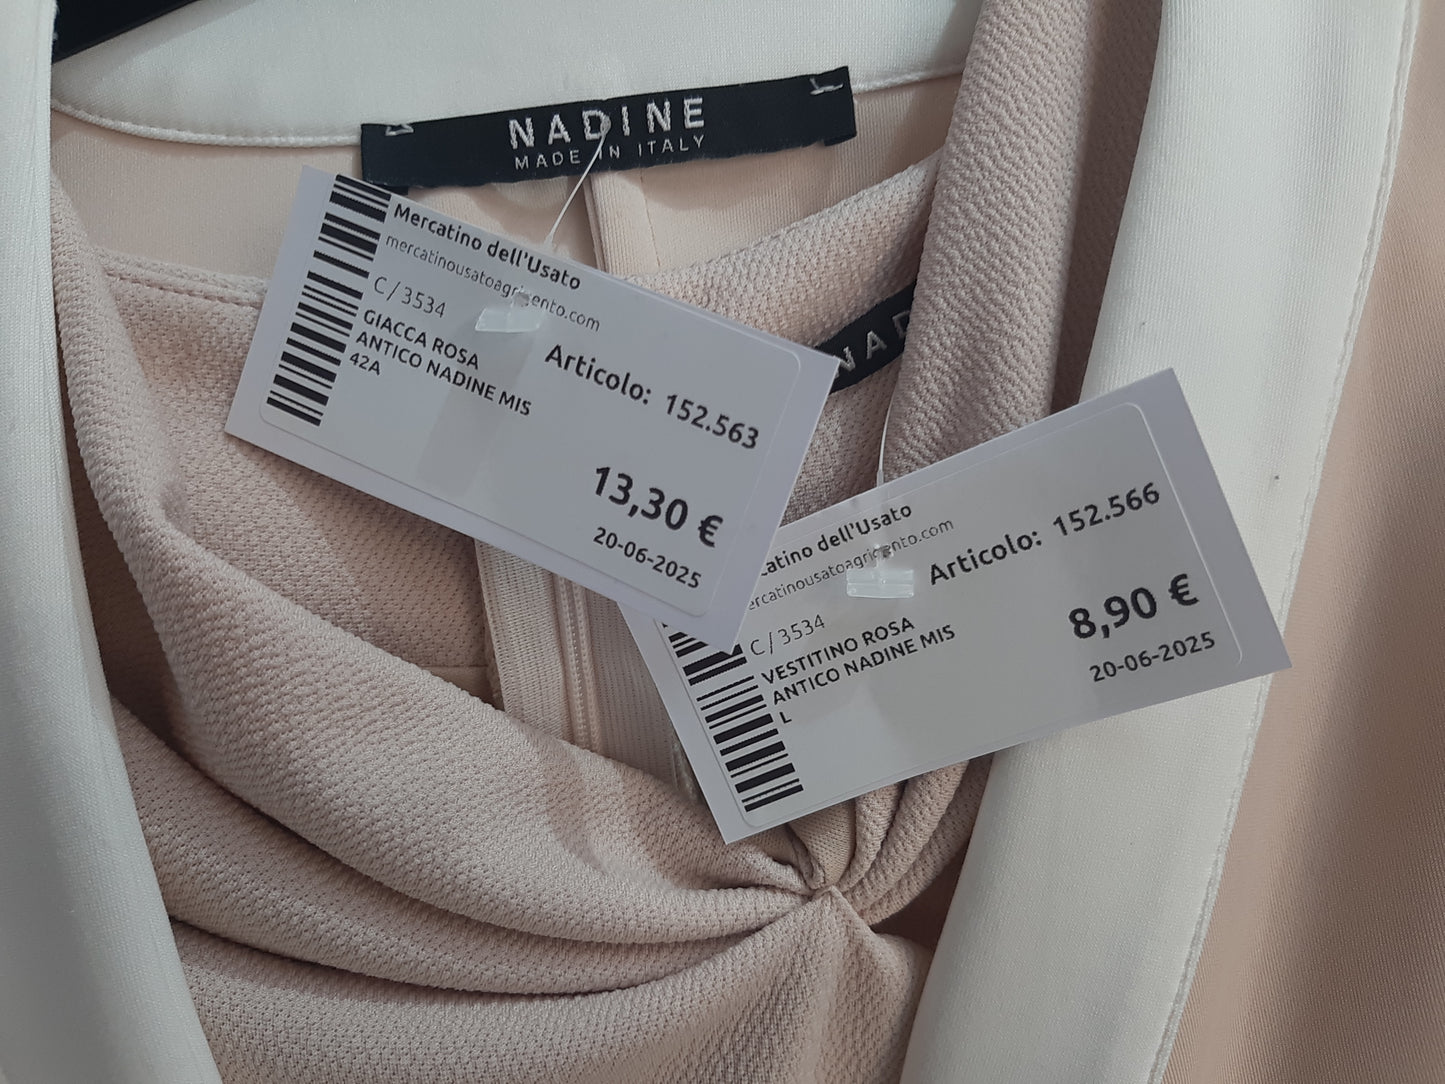 NADINE
MADE IN ITALY
Mercatino dell'Usato
mercatinousatoagrigento.com
C/3534
GIACCA ROSA
ANTICO NADINE MIS
42A
Articolo: 152.563
13,30 €
20-06-2025
NAD
catino dell'Usato
ercatinousatoagrigento.com
C/3534
VESTITINO ROSA
ANTICO NADINE MIS
L
Articolo: 152.566
8,90 €
20-06-2025